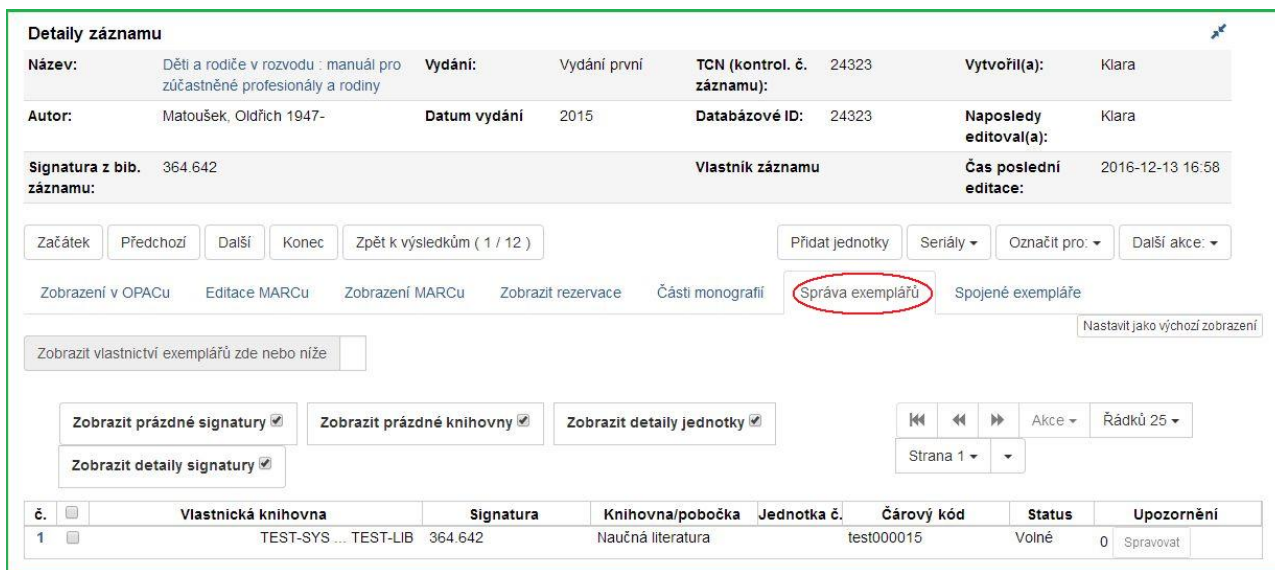 Detaily záznamu
Název: Děti a rodiče v rozvodu : manuál pro zúčastněné profesionály a rodiny Vydání: Vydání první TCN (kontrol. č. záznamu): 24323 Vytvořil(a): Klara
Autor: Matoušek, Oldřich 1947- Datum vydání 2015 Databázové ID: 24323 Naposledy editoval(a): Klara
Signatura z bib. záznamu: 364.642 Vlastník záznamu Čas poslední editace: 2016-12-13 16:58
Začátek Předchozí Další Konec Zpět k výsledkům ( 1 / 12 ) Přidat jednotky Seriály Označit pro: Další akce:
Zobrazení v OPACu Editace MARCu Zobrazení MARCu Zobrazit rezervace Části monografií Správa exemplářů Spojené exempláře
Nastavit jako výchozí zobrazení
Zobrazit vlastnictví exemplářů zde nebo níže
Zobrazit prázdné signatury Zobrazit prázdné knihovny Zobrazit detaily jednotky Akce Řádků 25
Zobrazit detaily signatury Strana 1
č. Vlastnická knihovna Signatura Knihovna/pobočka Jednotka č. Čárový kód Status Upozornění
1 TEST-SYS ... TEST-LIB 364.642 Naučná literatura test000015 Volné 0 Spravovat